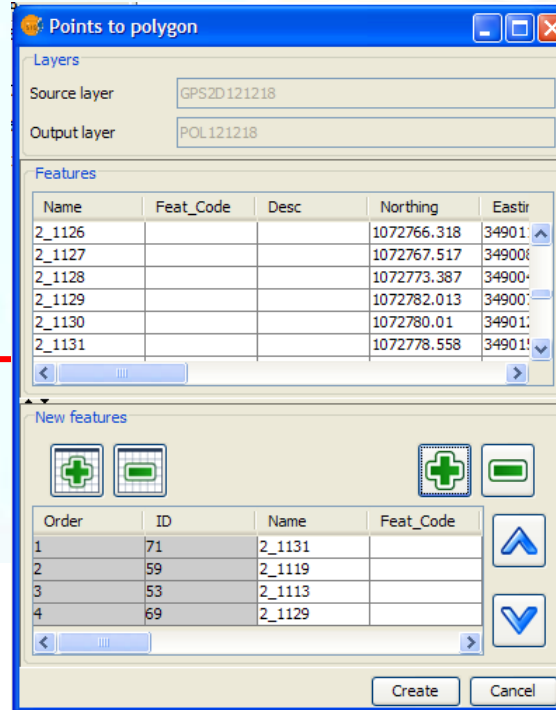 Points to polygon
Layers
Source layer GPS2D121218
Output layer POL121218
Features
Name Feat_Code Desc Northing Eastir
2_1126 1072766.318
2_1127 1072767.517
2_1128 1072773.387
2_1129 1072782.013
2_1130 1072780.01
2_1131 1072778.558
New features
Order ID Name Feat_Code
1 71 2_1131
2 59 2_1119
3 53 2_1113
4 69 2_1129
Create Cancel